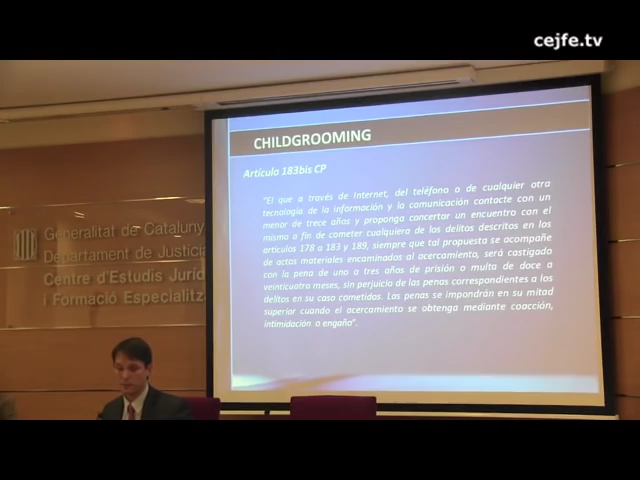 cejfe.tv
CHILDGROOMING
Artículo 183bis CP
"El que a través de Internet, del teléfono o de cualquier otra
tecnología de la información y la comunicación contacte con un
menor de trece años y proponga concertar un encuentro con el
mismo a fin de cometer cualquiera de los delitos descritos en los
artículos 178 a 183 y 189, siempre que tal propuesta se acompañe
de actos materiales encaminados al acercamiento, será castigado
con la pena de uno a tres años de prisión o multa de doce a
veinticuatro meses, sin perjuicio de las penas correspondientes a los
delitos en su caso cometidos. Las penas se impondrán en su mitad
superior cuando el acercamiento se obtenga mediante coacción,
intimidación o engaño".
Generalitat de Cataluny
Departament de Justícia
Centre d'Estudis Juríd
i Formació Especialitza